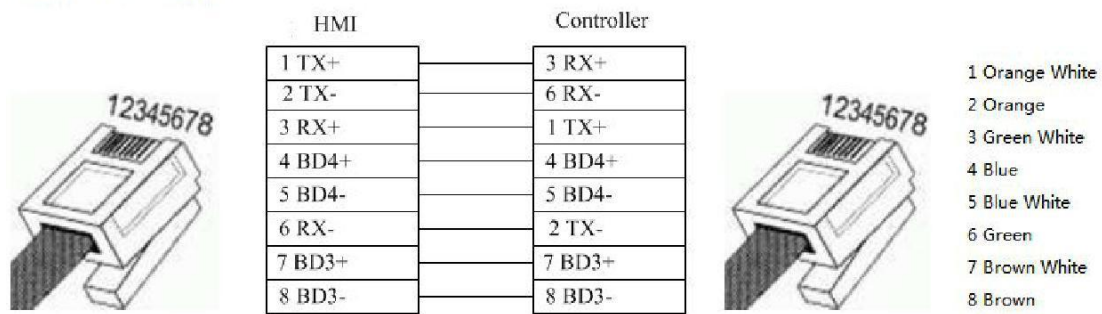 HMI Controller
1 TX+ 3 RX+
2 TX- 6 RX-
3 RX+ 1 TX+
4 BD4+ 4 BD4+
5 BD4- 5 BD4-
6 RX- 2 TX-
7 BD3+ 7 BD3+
8 BD3- 8 BD3-
12345678
12345678
1 Orange White
2 Orange
3 Green White
4 Blue
5 Blue White
6 Green
7 Brown White
8 Brown